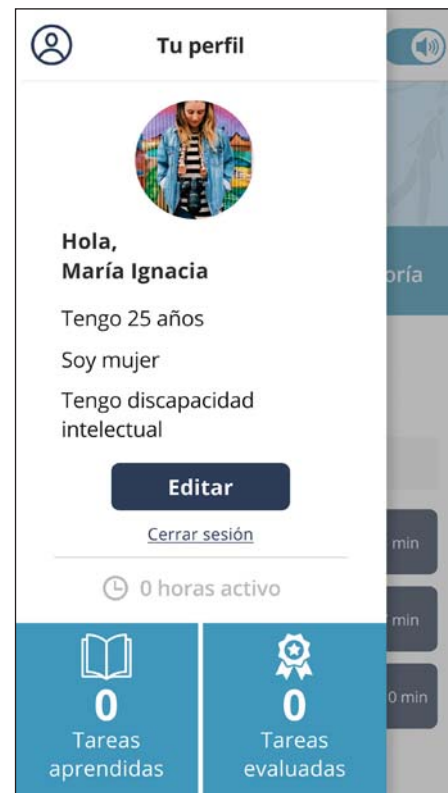 Tu perfil
Hola,
María Ignacia
Tengo 25 años
Soy mujer
Tengo discapacidad
intelectual
Editar
Cerrar sesión
0 horas activo
0
Tareas
aprendidas
0
Tareas
evaluadas
oría
min
min
0 min